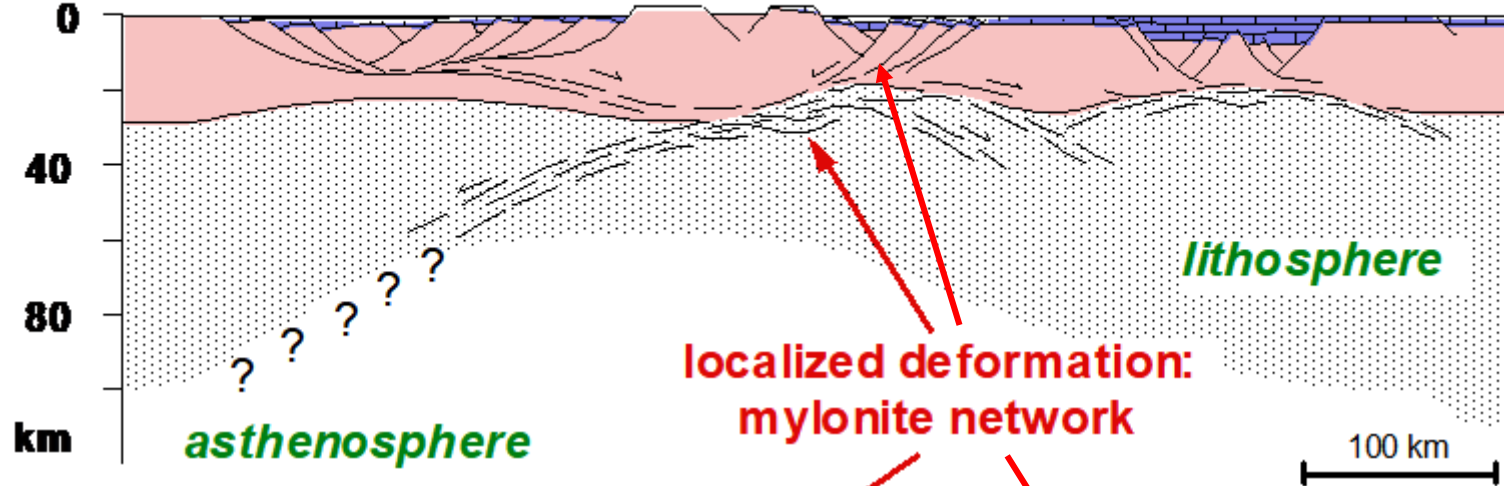 0
40
80
km
? ? ? ? ?
lithosphere
asthenosphere
localized deformation:
mylonite network
100 km